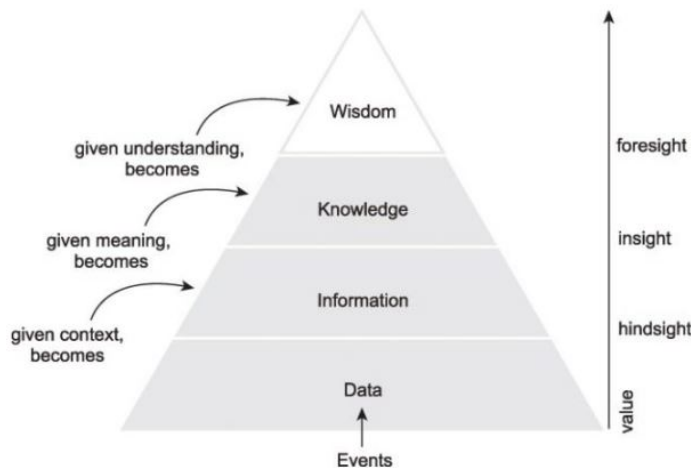 Wisdom
given understanding,
becomes
foresight
Knowledge
given meaning,
becomes
insight
Information
given context,
becomes
hindsight
Data
value
Events